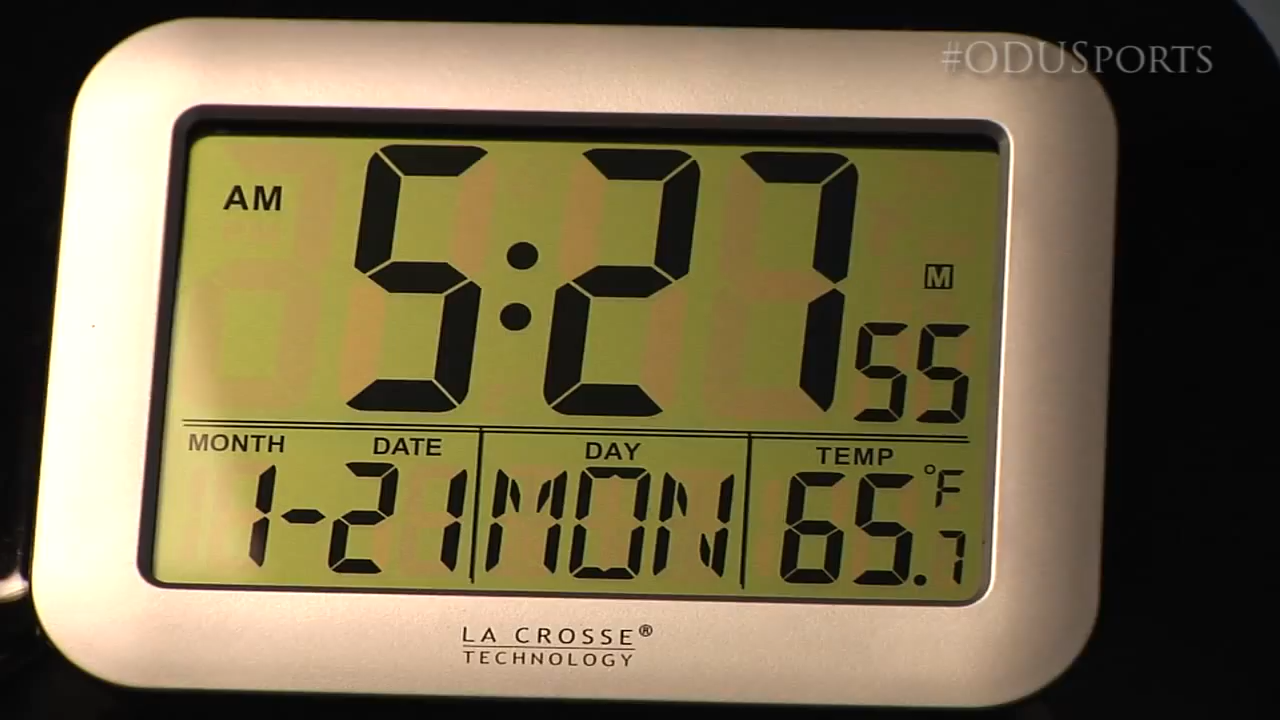 #ODUSPORTS
AM 5:27 55
M
MONTH DATE DAY TEMP
1-21 MON 65.7 °F
LA CROSSE®
TECHNOLOGY